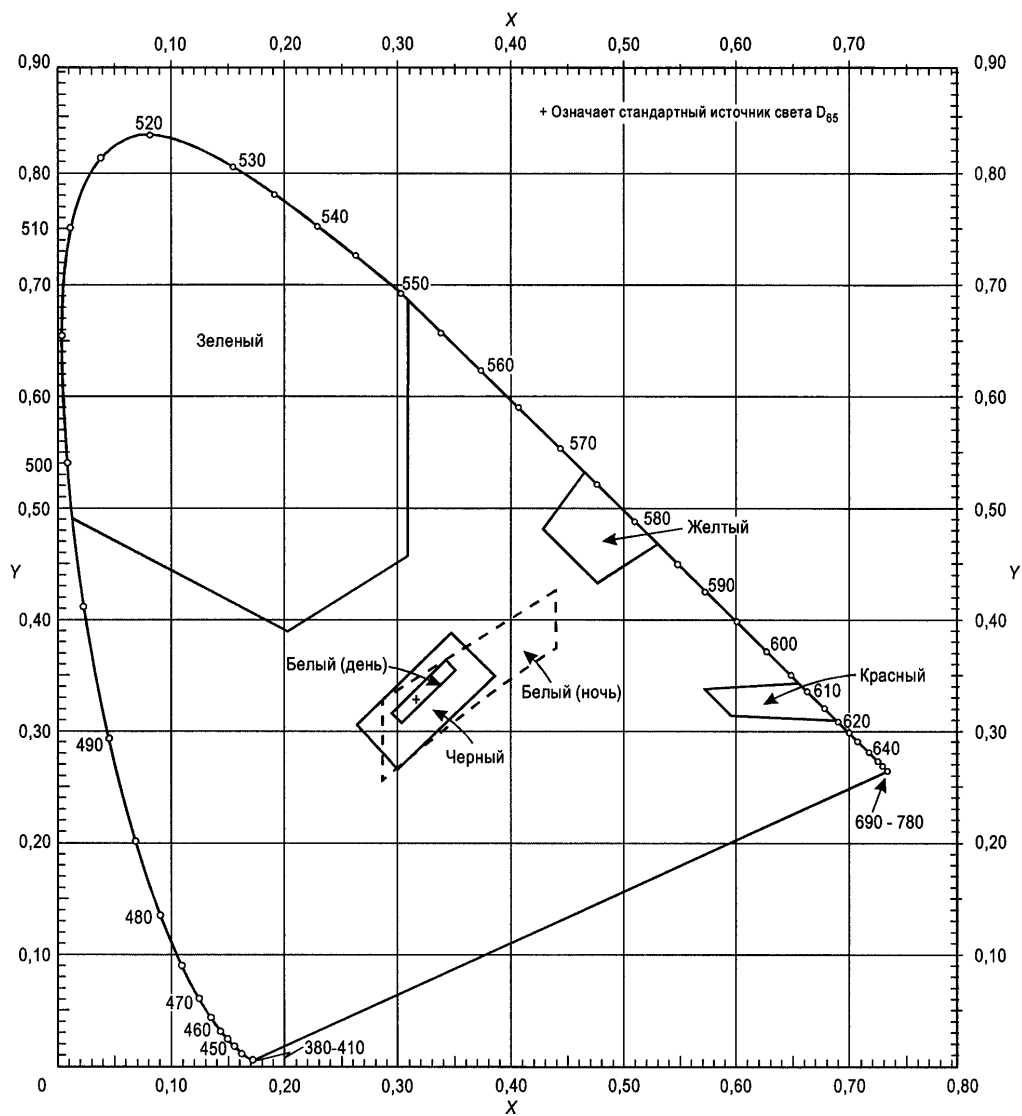 X
0,10 0,20 0,30 0,40 0,50 0,60 0,70
0,90 0,90
+ Означает стандартный источник света D65
520
530
0,80 0,80
540
510
0,70 550 0,70
Зеленый
560
0,60 0,60
570
500
0,50 580 0,50
Желтый
Y Y
590
0,40 0,40
600
Белый (день)
Белый (ночь)
Красный
610
620
0,30 0,30
490
Черный
640
690 - 780
0,20 0,20
480
0,10 0,10
470
460
450
380-410
0 0,10 0,20 0,30 0,40 0,50 0,60 0,70 0,80
X